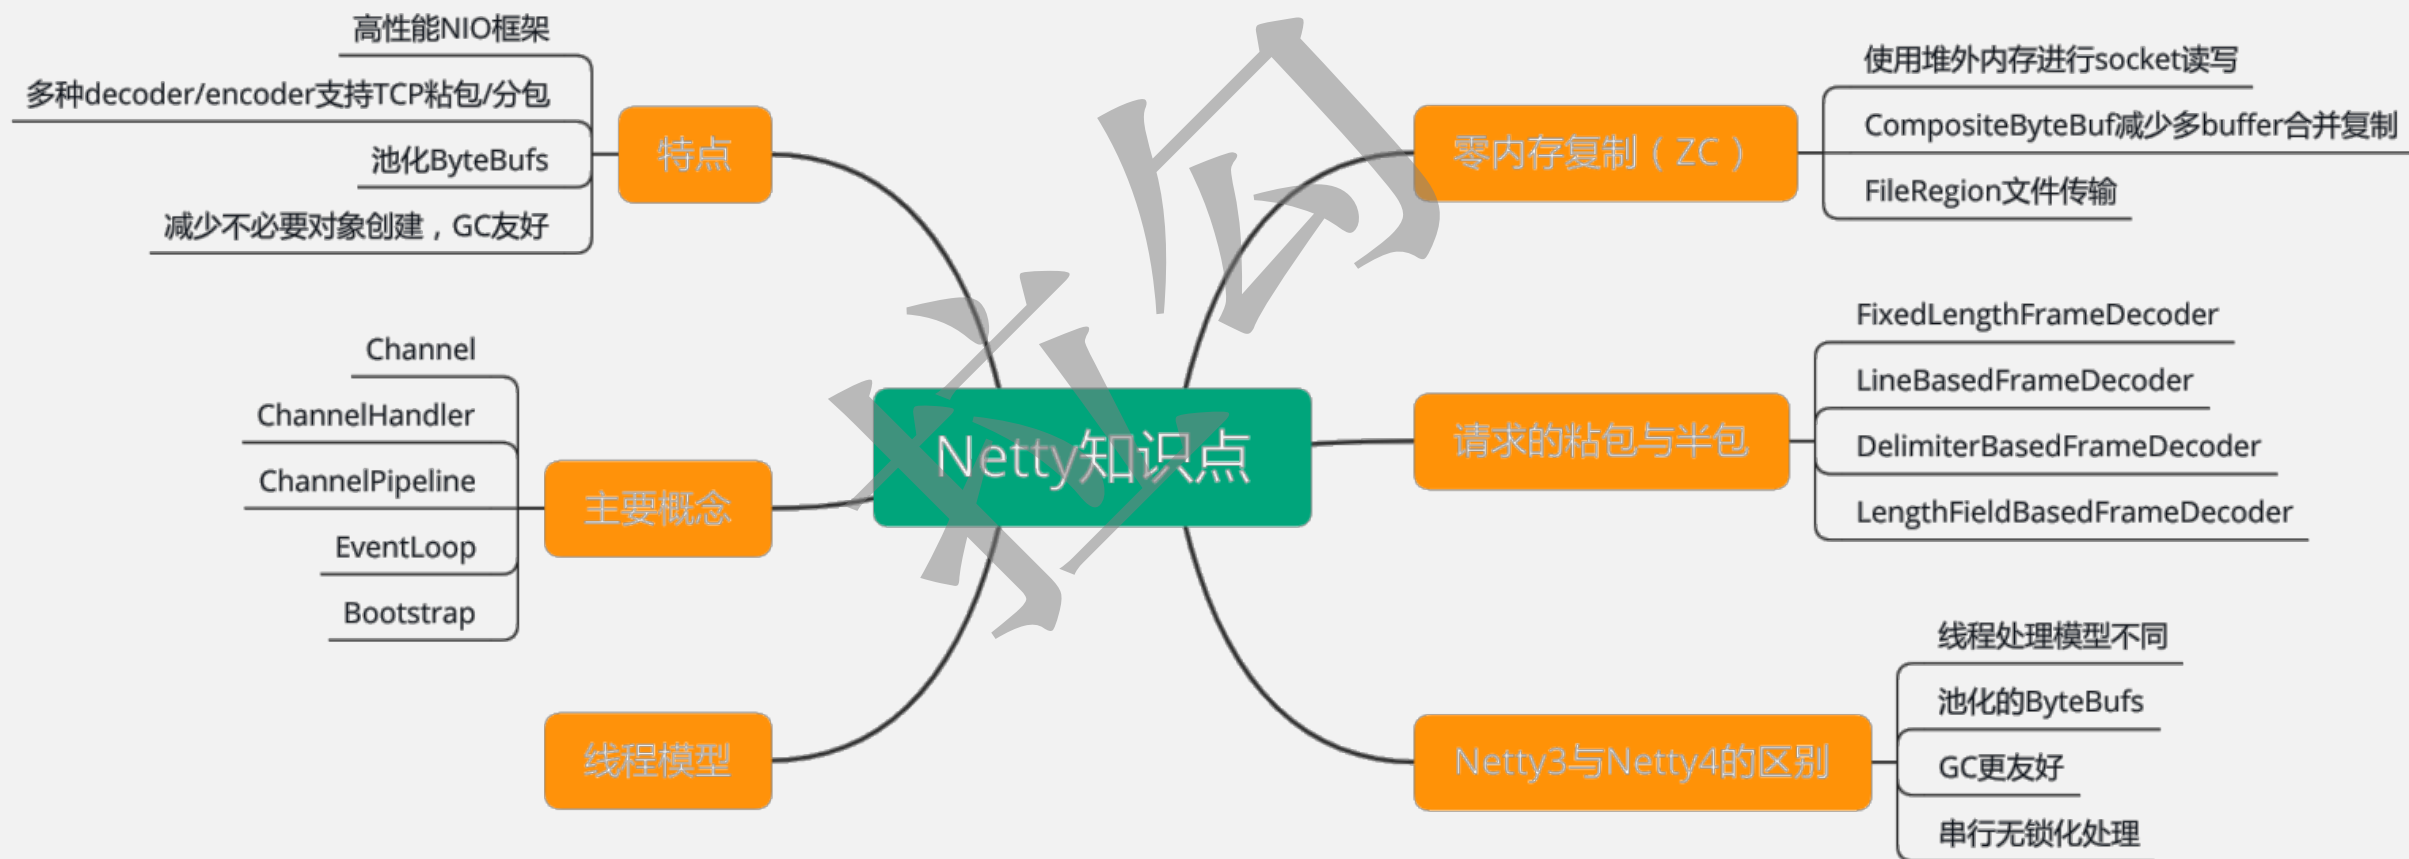 Netty知识点
特点
高性能NIO框架
多种decoder/encoder支持TCP粘包/分包
池化ByteBufs
减少不必要对象创建，GC友好
主要概念
Channel
ChannelHandler
ChannelPipeline
EventLoop
Bootstrap
线程模型
零内存复制（ZC）
使用堆外内存进行socket读写
CompositeByteBuf减少多buffer合并复制
FileRegion文件传输
请求的粘包与半包
FixedLengthFrameDecoder
LineBasedFrameDecoder
DelimiterBasedFrameDecoder
LengthFieldBasedFrameDecoder
Netty3与Netty4的区别
线程处理模型不同
池化的ByteBufs
GC更友好
串行无锁化处理
拉勾